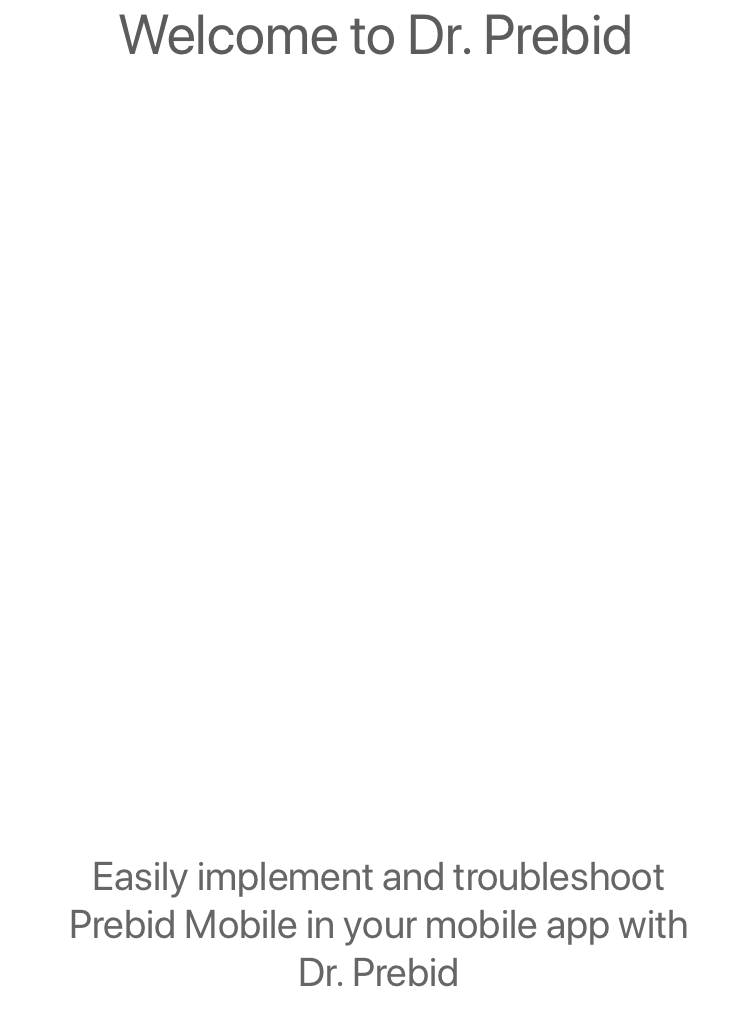 Welcome to Dr. Prebid
Easily implement and troubleshoot
Prebid Mobile in your mobile app with
Dr. Prebid